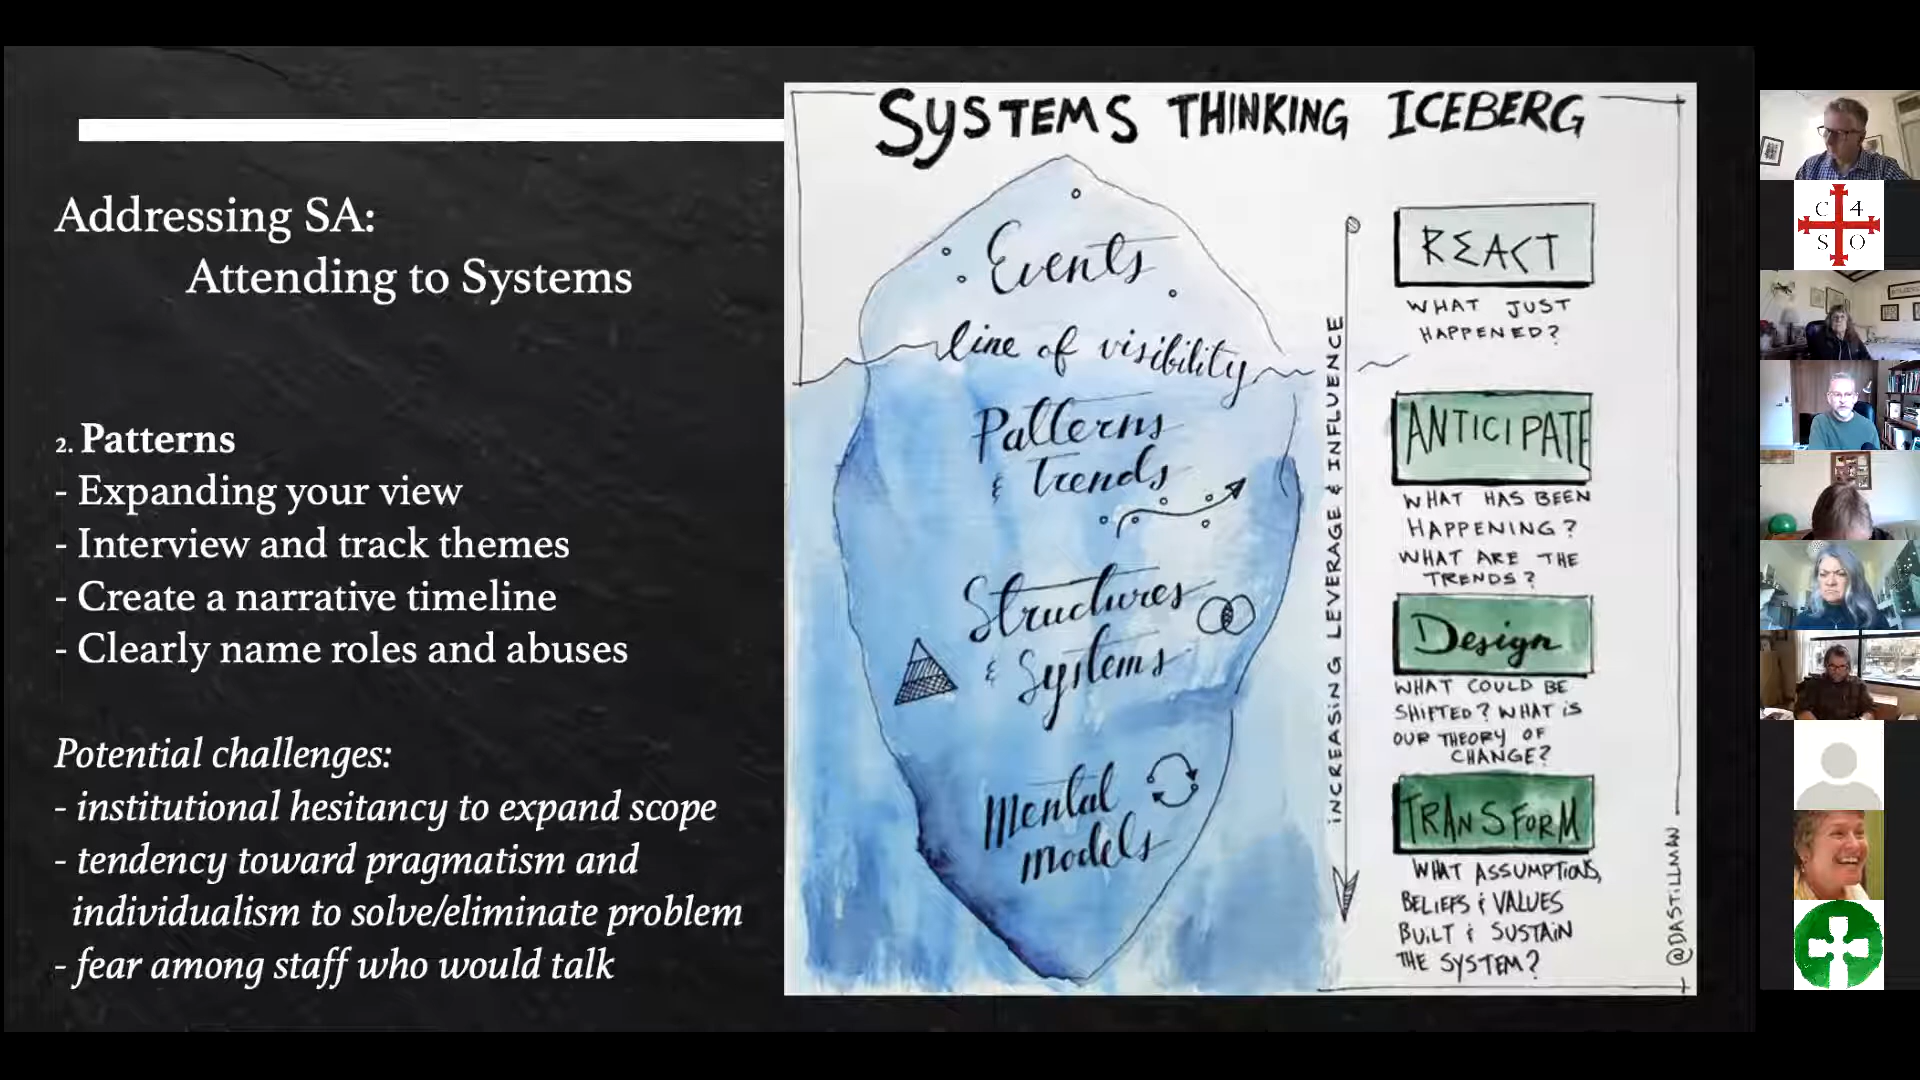 Addressing SA:
Attending to Systems
2. Patterns
- Expanding your view
- Interview and track themes
- Create a narrative timeline
- Clearly name roles and abuses
Potential challenges:
- institutional hesitancy to expand scope
- tendency toward pragmatism and
individualism to solve/eliminate problem
- fear among staff who would talk
SYSTEMS THINKING ICEBERG
Events
line of visibility
Patterns
& trends
Structures
& Systems
Mental
models
INCREASING LEVERAGE & INFLUENCE
REACT
WHAT JUST
HAPPENED?
ANTICIPATE
WHAT HAS BEEN
HAPPENING?
WHAT ARE THE
TRENDS?
Design
WHAT COULD BE
SHIFTED? WHAT IS
OUR THEORY OF
CHANGE?
TRANSFORM
WHAT ASSUMPTIONS,
BELIEFS & VALUES
BUILT & SUSTAIN
THE SYSTEM?
@DASTILLMAN
C 4
S O